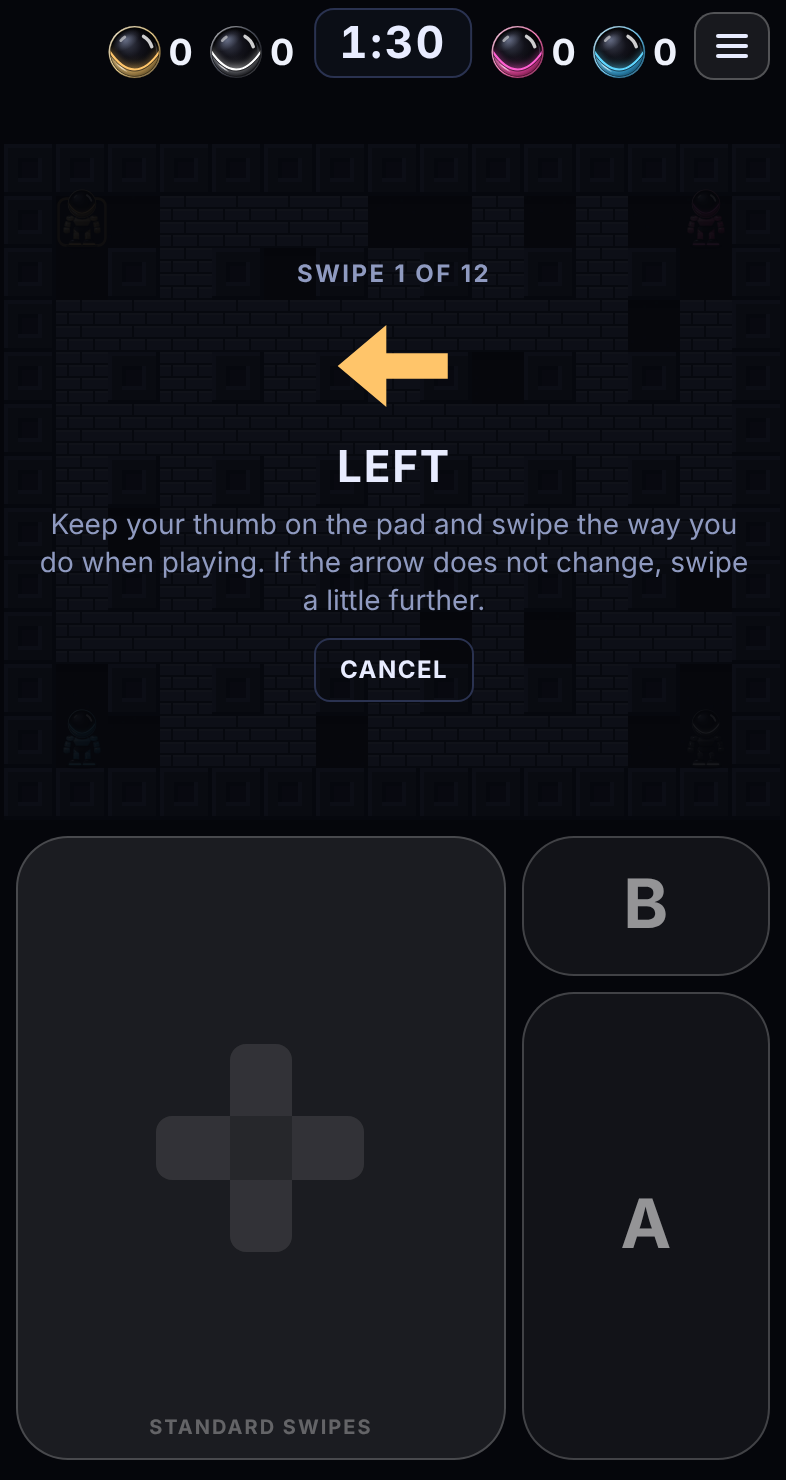 0 0 1:30 0 0
SWIPE 1 OF 12
LEFT
Keep your thumb on the pad and swipe the way you
do when playing. If the arrow does not change, swipe
a little further.
CANCEL
B
A
STANDARD SWIPES